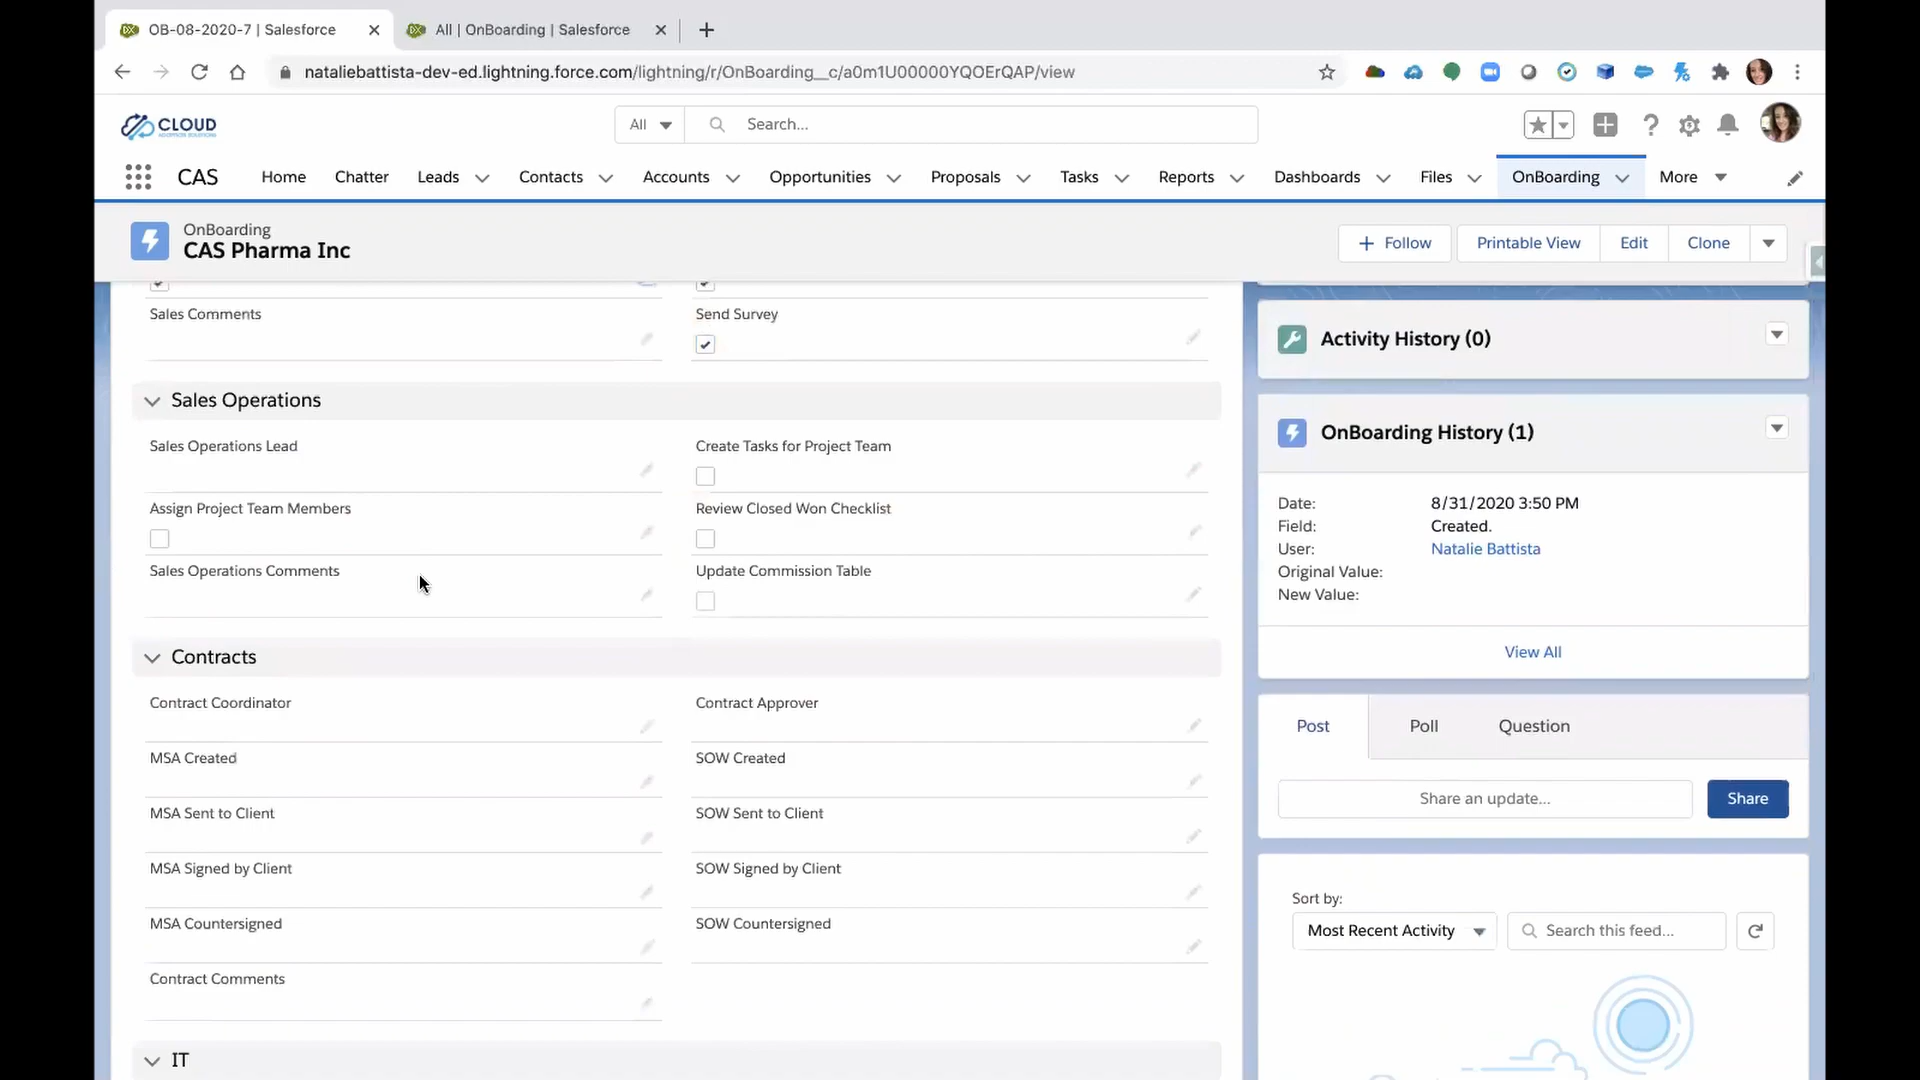 OB-08-2020-7 | Salesforce
All | OnBoarding | Salesforce
nataliebattista-dev-ed.lightning.force.com/lightning/r/OnBoarding__c/a0m1U00000YQOErQAP/view
CLOUD
All
Search...
CAS
Home
Chatter
Leads
Contacts
Accounts
Opportunities
Proposals
Tasks
Reports
Dashboards
Files
OnBoarding
More
OnBoarding
CAS Pharma Inc
Follow
Printable View
Edit
Clone
Sales Comments
Send Survey
Sales Operations
Sales Operations Lead
Create Tasks for Project Team
Assign Project Team Members
Review Closed Won Checklist
Sales Operations Comments
Update Commission Table
Contracts
Contract Coordinator
Contract Approver
MSA Created
SOW Created
MSA Sent to Client
SOW Sent to Client
MSA Signed by Client
SOW Signed by Client
MSA Countersigned
SOW Countersigned
Contract Comments
IT
Activity History (0)
OnBoarding History (1)
Date: 8/31/2020 3:50 PM
Field: Created.
User: Natalie Battista
Original Value:
New Value:
View All
Post
Poll
Question
Share an update...
Share
Sort by:
Most Recent Activity
Search this feed...